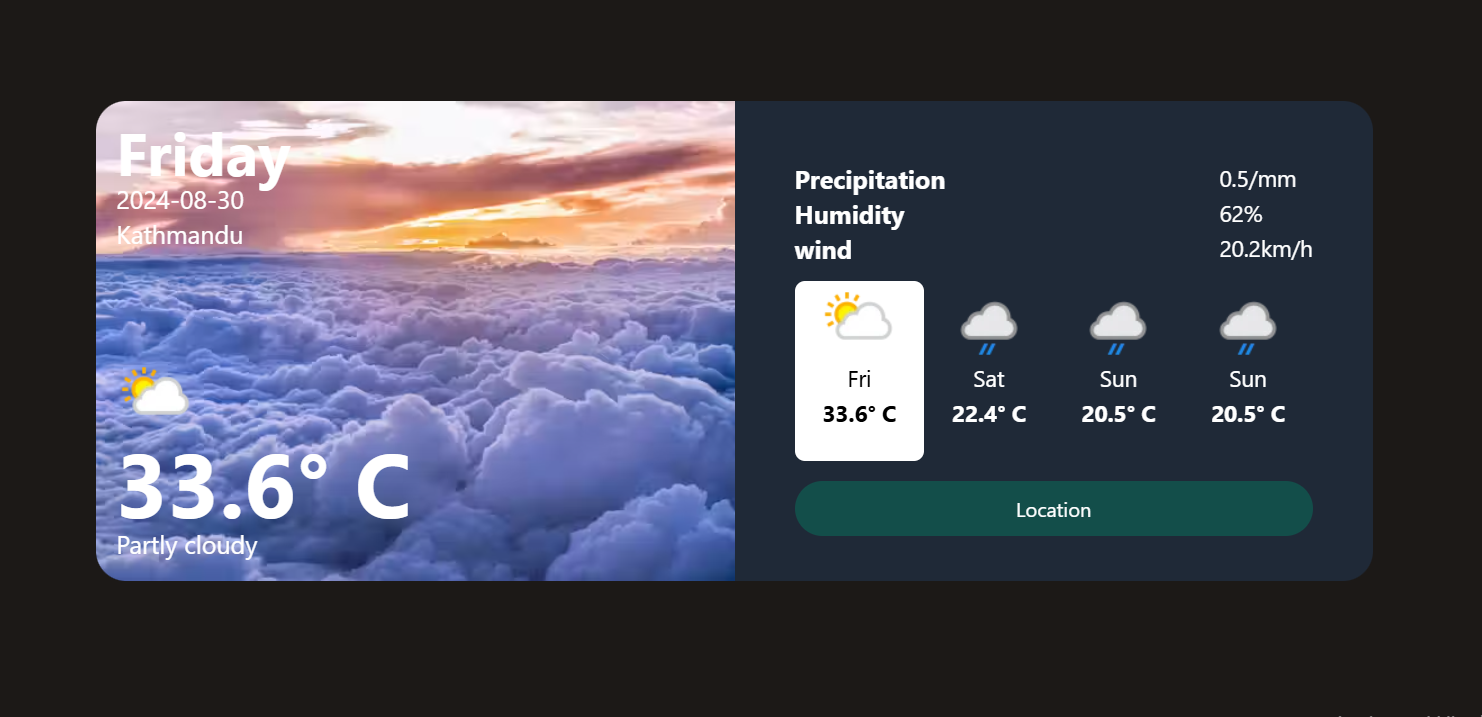 Friday
2024-08-30
Kathmandu
33.6° C
Partly cloudy
Precipitation 0.5/mm
Humidity 62%
wind 20.2km/h
Fri Sat Sun Sun
33.6° C 22.4° C 20.5° C 20.5° C
Location